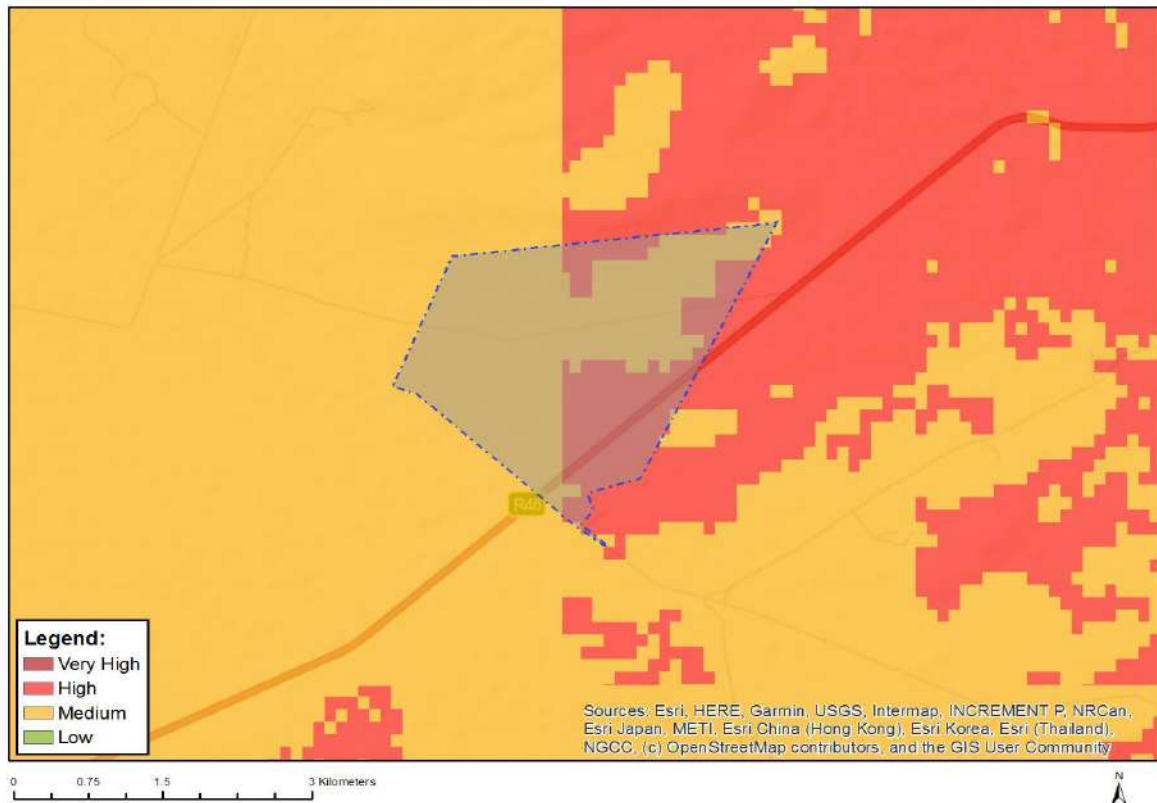 R46
Legend:
Very High
High
Medium
Low
Sources: Esri, HERE, Garmin, USGS, Intermap, INCREMENT P, NRCan,
Esri Japan, METI, Esri China (Hong Kong), Esri Korea, Esri (Thailand),
NGCC, (c) OpenStreetMap contributors, and the GIS User Community
0 0.75 1.5 3 Kilometers
N